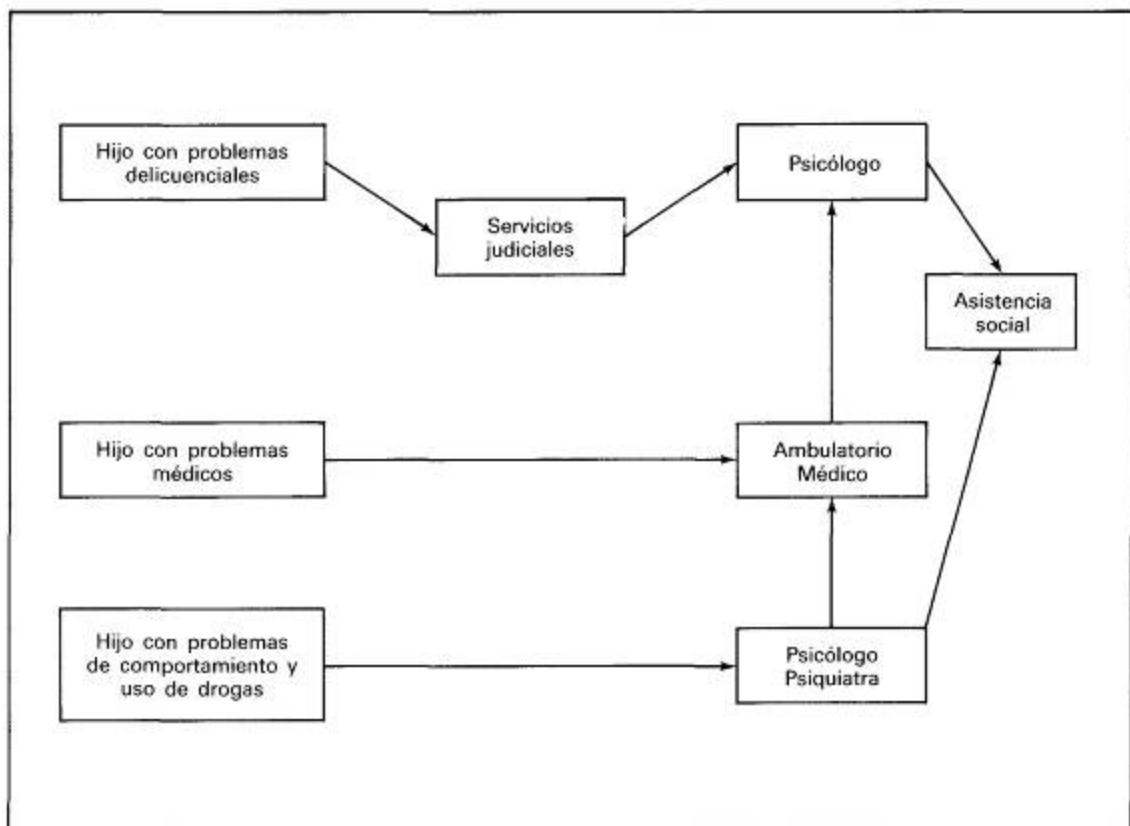 Hijo con problemas
delicuenciales
Psicólogo
Servicios
judiciales
Asistencia
social
Hijo con problemas
médicos
Ambulatorio
Médico
Hijo con problemas
de comportamiento y
uso de drogas
Psicólogo
Psiquiatra